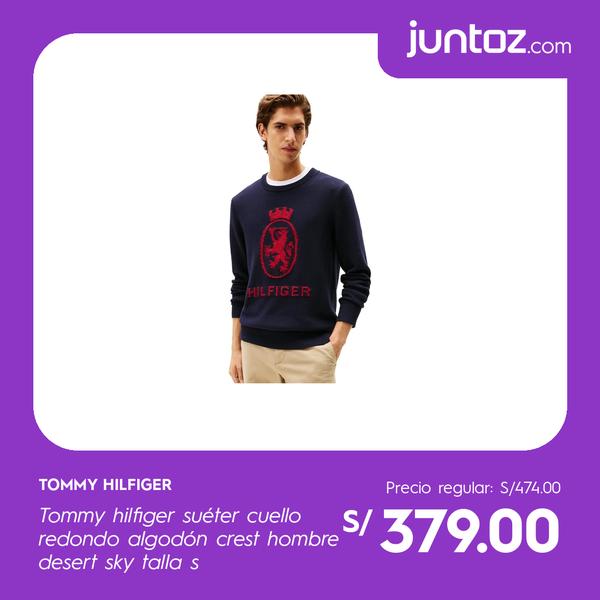 juntoz.com
HILFIGER
TOMMY HILFIGER
Tommy hilfiger suéter cuello
redondo algodón crest hombre
desert sky talla s
Precio regular: S/474.00
S/ 379.00